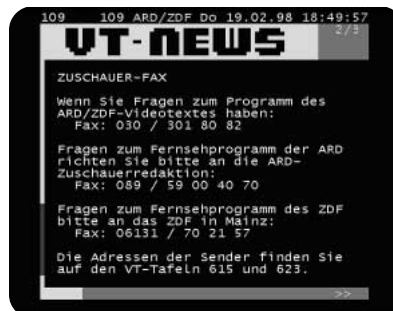 109 109 ARD/ZDF Do 19.02.98 18:49:57
VT-NEWS 2/3
ZUSCHAUER-FAX
Wenn Sie Fragen zum Programm des
ARD/ZDF-Videotextes haben:
Fax: 030 / 301 80 82
Fragen zum Fernsehprogramm der ARD
richten Sie bitte an die ARD-
Zuschauerredaktion:
Fax: 089 / 59 00 40 70
Fragen zum Fernsehprogramm des ZDF
bitte an das ZDF in Mainz:
Fax: 06131 / 70 21 57
Die Adressen der Sender finden Sie
auf den VT-Tafeln 615 und 623.
>>